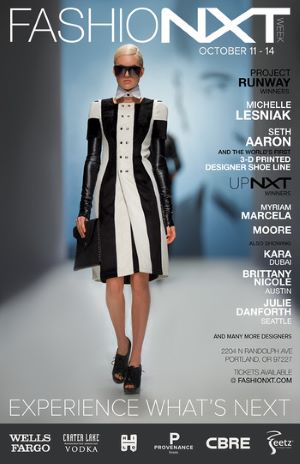 FASHIONXT
WEEK
OCTOBER 11 - 14
PROJECT
RUNWAY
WINNERS
MICHELLE
LESNIAK
SETH
AARON
AND THE WORLD'S FIRST
3-D PRINTED
DESIGNER SHOE LINE
UPNXT
WINNERS
MYRIAM
MARCELA
MOORE
ALSO SHOWING
KARA
DUBAI
BRITTANY
NICOLE
AUSTIN
JULIE
DANFORTH
SEATTLE
AND MANY MORE DESIGNERS
2204 N RANDOLPH AVE
PORTLAND, OR 97227
TICKETS AVAILABLE
@ FASHIONXT.COM
EXPERIENCE WHAT'S NEXT
WELLS
FARGO
CRATER LAKE
VODKA
PROVENANCE
CBRE
Peetz